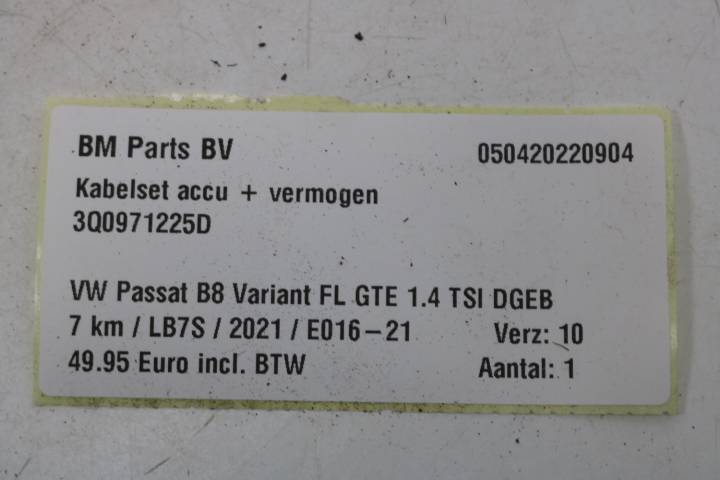 BM Parts BV 050420220904
Kabelset accu + vermogen
3Q0971225D
VW Passat B8 Variant FL GTE 1.4 TSI DGEB
7 km / LB7S / 2021 / E016-21 Verz: 10
49.95 Euro incl. BTW Aantal: 1